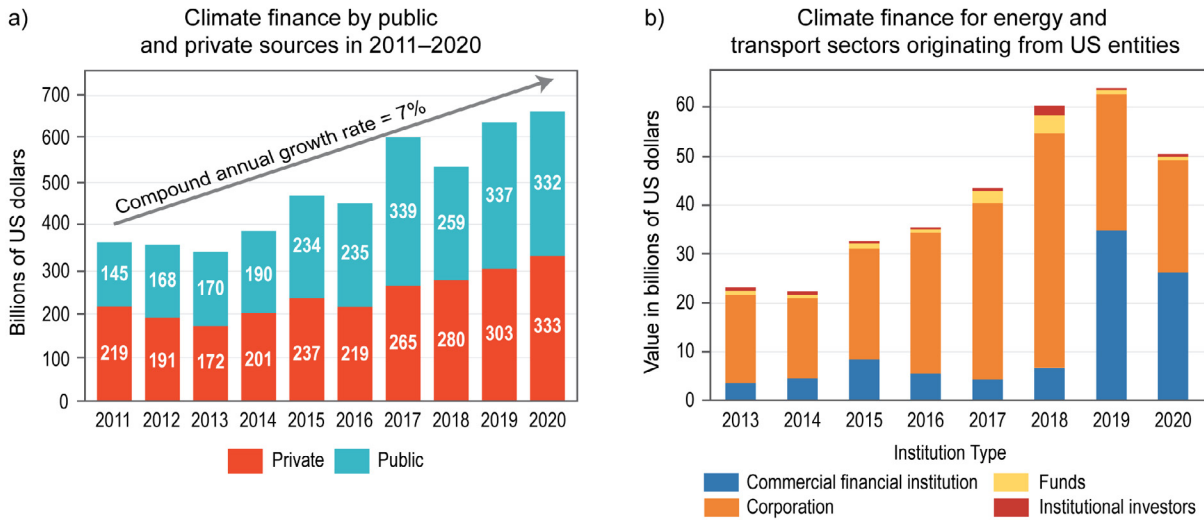 a)
Climate finance by public
and private sources in 2011–2020
Billions of US dollars
700
600
500
400
300
200
100
0
Compound annual growth rate = 7%
145 168 170 190 234 235 339 259 337 332
219 191 172 201 237 219 265 280 303 333
2011 2012 2013 2014 2015 2016 2017 2018 2019 2020
Private Public
b)
Climate finance for energy and
transport sectors originating from US entities
Value in billions of US dollars
60
50
40
30
20
10
0
2013 2014 2015 2016 2017 2018 2019 2020
Institution Type
Commercial financial institution Funds
Corporation Institutional investors